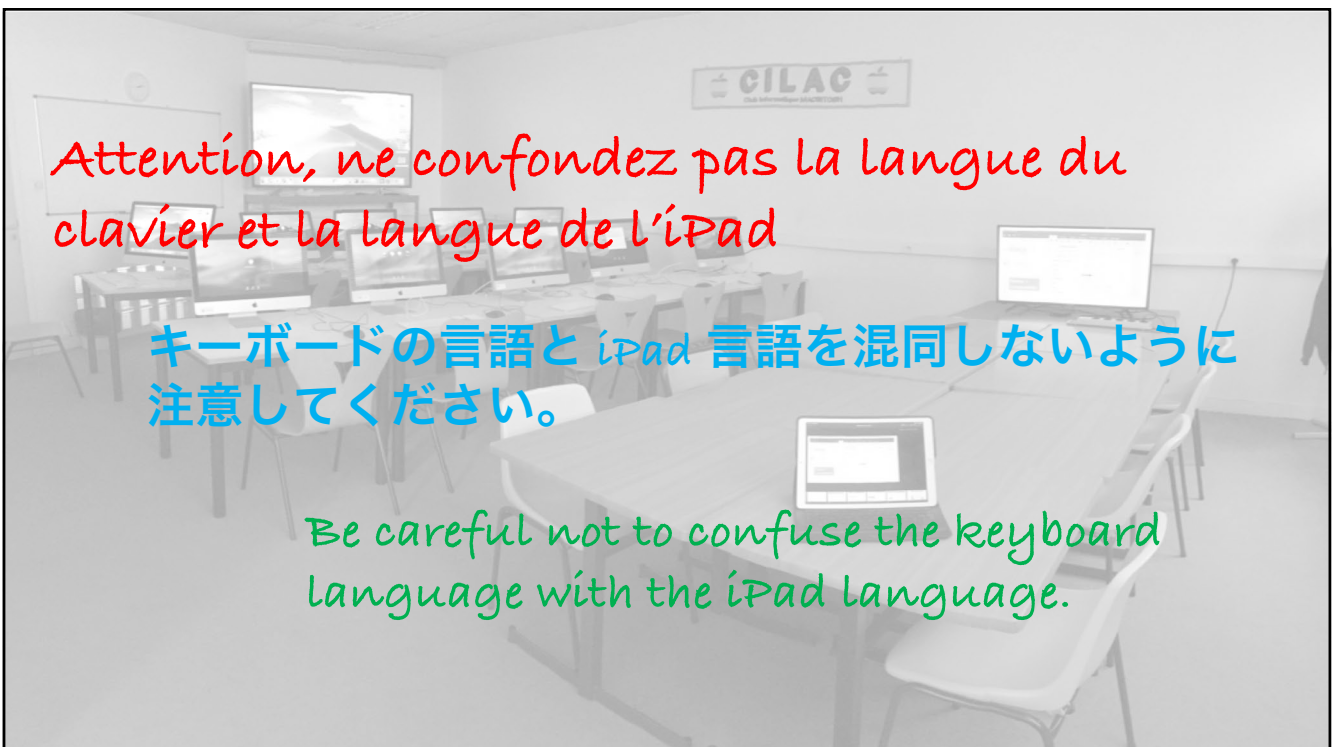 CILAC
Attention, ne confondez pas la langue du
clavier et la langue de l'iPad
キーボードの言語と iPad 言語を混同しないように
注意してください。
Be careful not to confuse the keyboard
language with the iPad language.